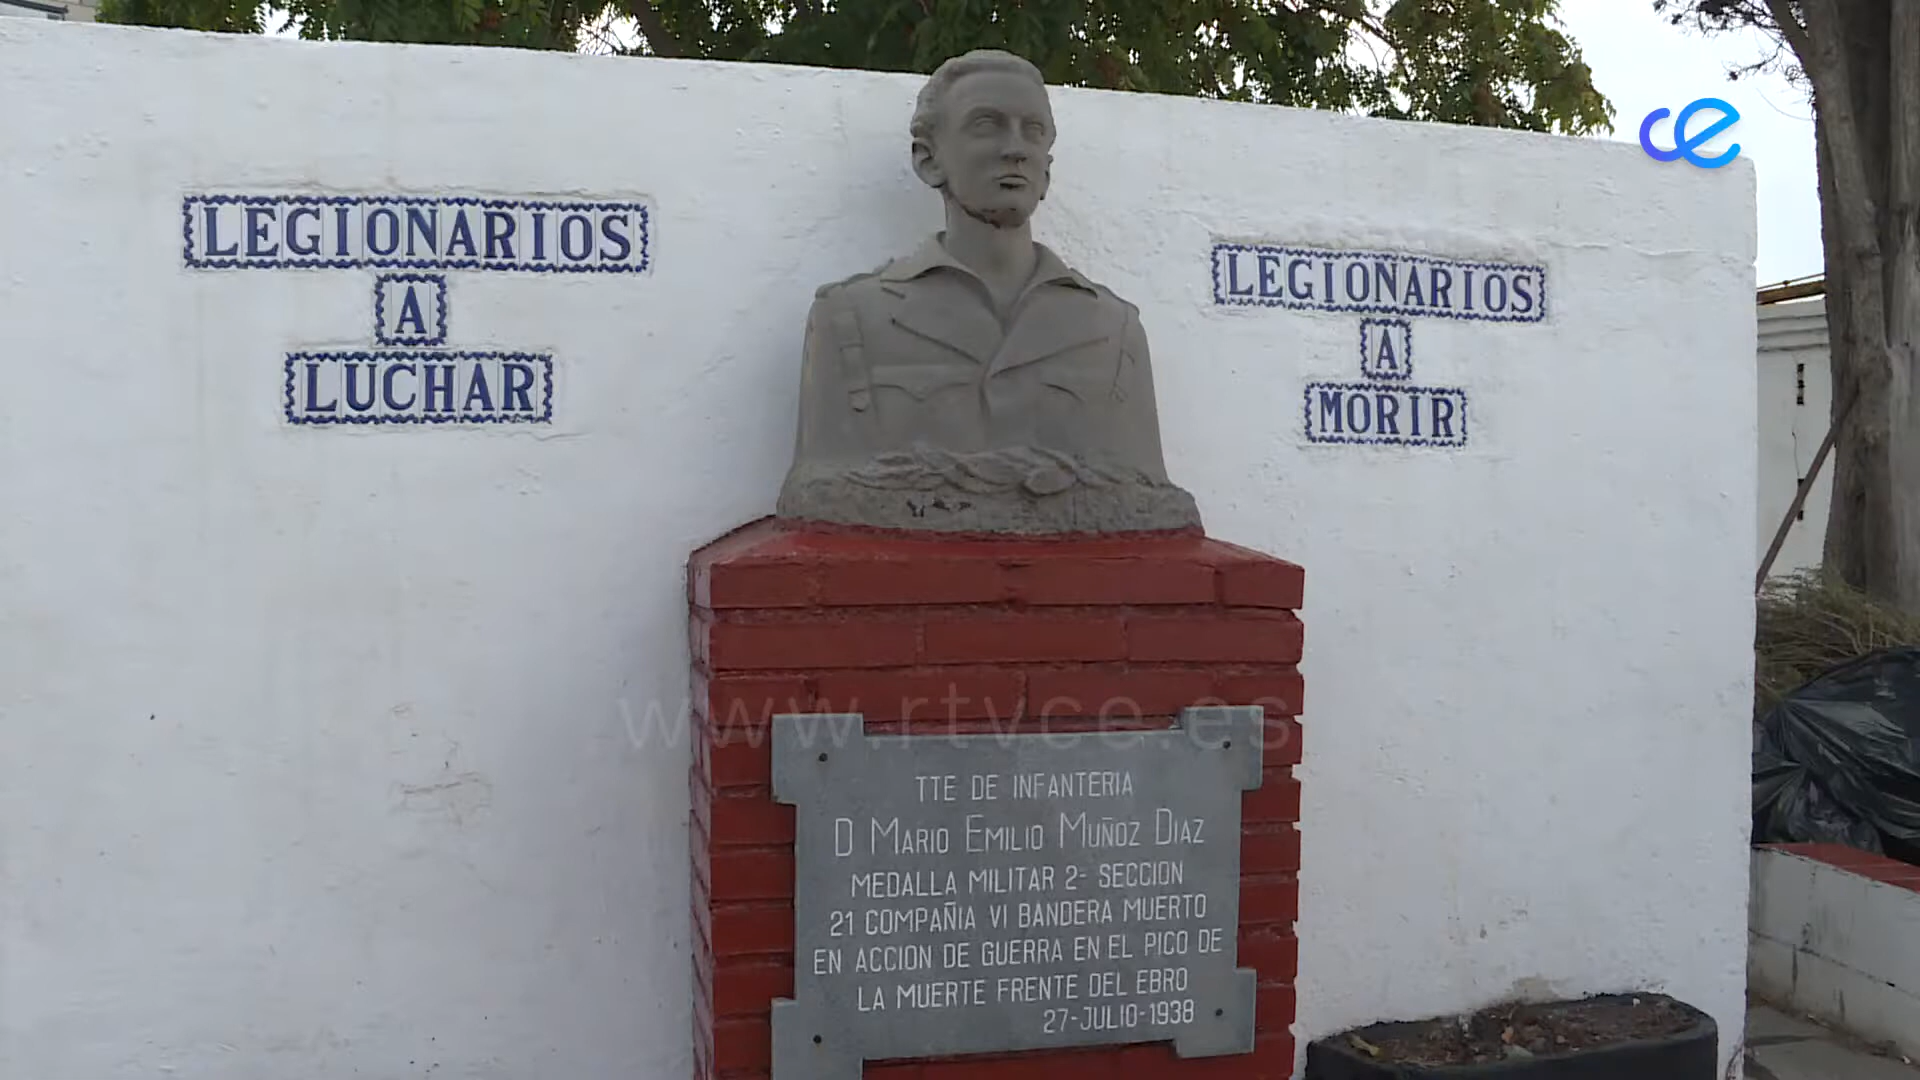 LEGIONARIOS
A
LUCHAR
LEGIONARIOS
A
MORIR
ce
www.rtvce.es
TTE DE INFANTERIA
D MARIO EMILIO MUÑOZ DIAZ
MEDALLA MILITAR 2- SECCION
21 COMPAÑIA VI BANDERA MUERTO
EN ACCION DE GUERRA EN EL PICO DE
LA MUERTE FRENTE DEL EBRO
27-JULIO-1938